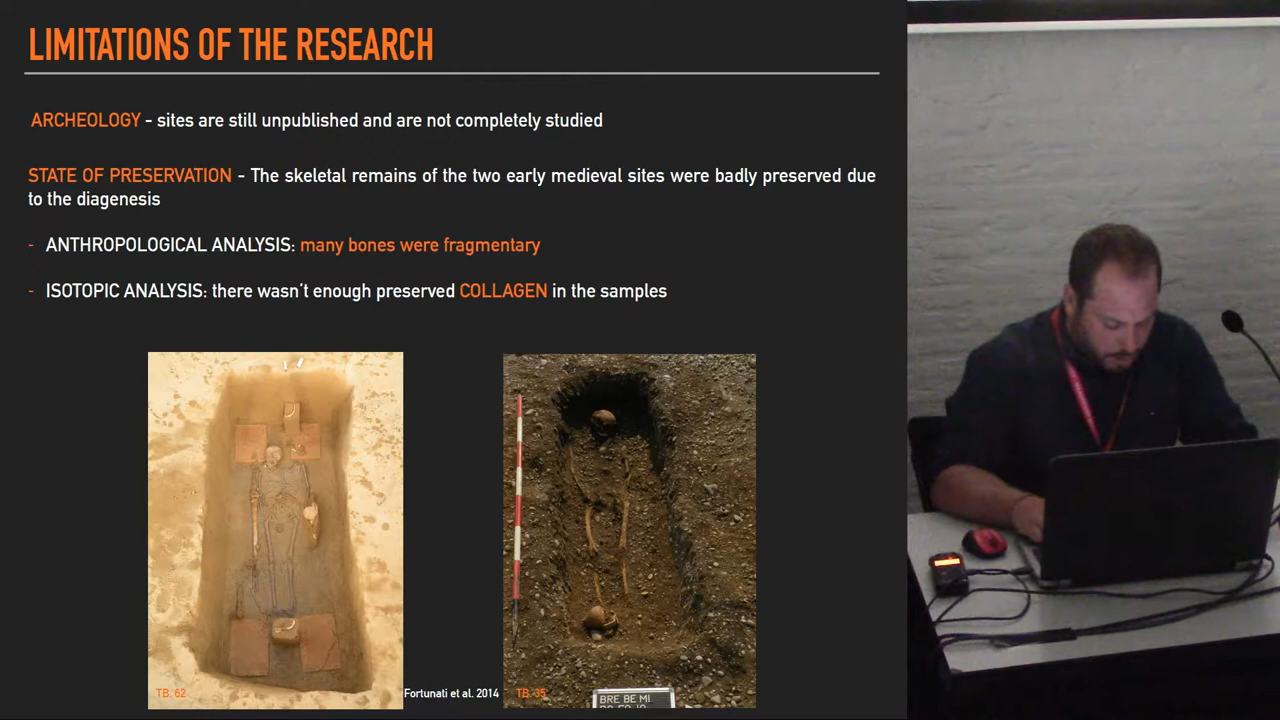 LIMITATIONS OF THE RESEARCH
ARCHEOLOGY - sites are still unpublished and are not completely studied
STATE OF PRESERVATION - The skeletal remains of the two early medieval sites were badly preserved due
to the diagenesis
- ANTHROPOLOGICAL ANALYSIS: many bones were fragmentary
- ISOTOPIC ANALYSIS: there wasn't enough preserved COLLAGEN in the samples
TB. 62
Fortunati et al. 2014
TB. 35
BRE BE MI